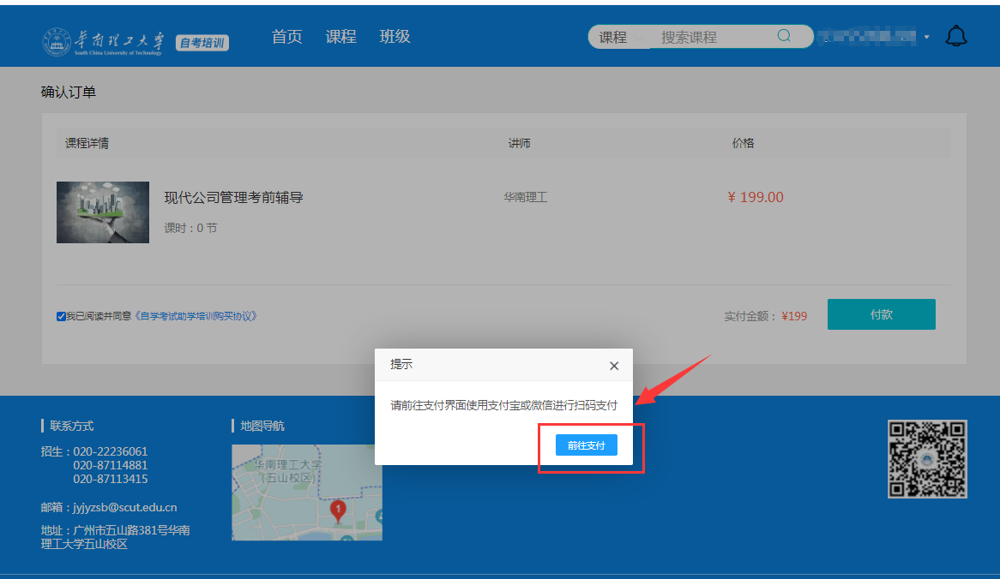 华南理工大学
South China University of Technology
自考培训
首页 课程 班级
课程 搜索课程
确认订单
课程详情 讲师 价格
现代公司管理考前辅导 华南理工 ¥ 199.00
课时：0 节
我已阅读并同意《自学考试助学培训购买协议》
实付金额： ¥199 付款
提示
请前往支付界面使用支付宝或微信进行扫码支付
前往支付
联系方式
招生：020-22236061
020-87114881
020-87113415
邮箱：jyjyzsb@scut.edu.cn
地址：广州市五山路381号华南
理工大学五山校区
地图导航
华南理工大学
(五山校区)
1